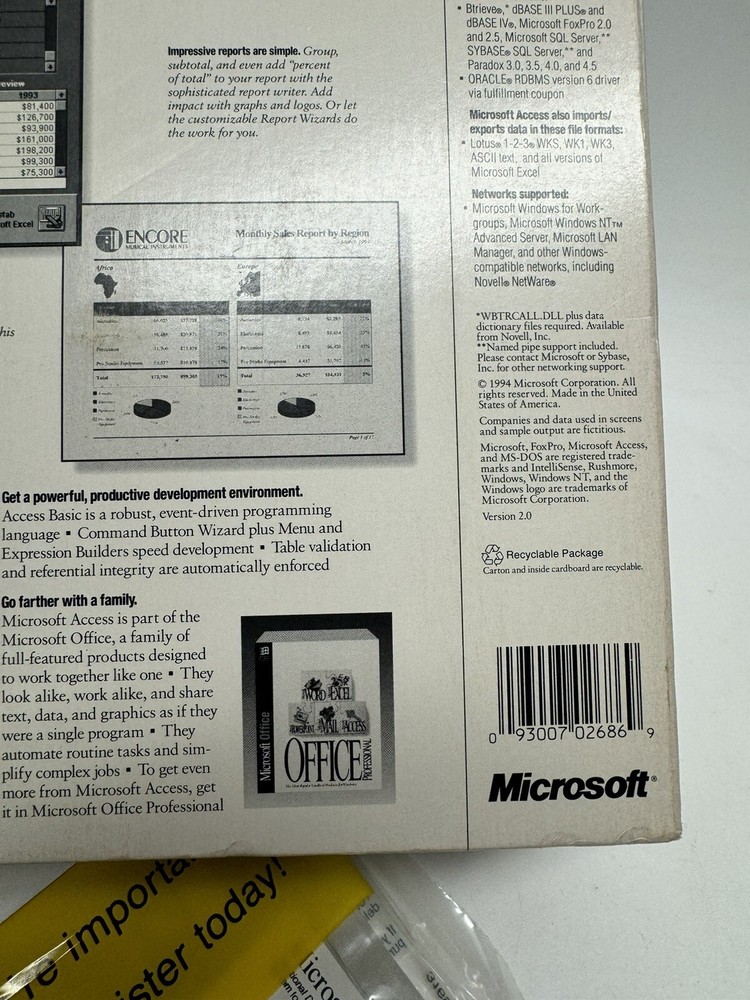 eview
1993
$81,400
$126,700
$93,900
$161,000
$198,200
$99,300
$75,300
stab
oft Excel
his
Impressive reports are simple. Group,
subtotal, and even add "percent
of total" to your report with the
sophisticated report writer. Add
impact with graphs and logos. Or let
the customizable Report Wizards do
the work for you.
ENCORE
MUSICAL INSTRUMENTS
Monthly Sales Report by Region
Africa
Europe
Total
Total
Page 1 of 17
Get a powerful, productive development environment.
Access Basic is a robust, event-driven programming
language ▪ Command Button Wizard plus Menu and
Expression Builders speed development ▪ Table validation
and referential integrity are automatically enforced
Go farther with a family.
Microsoft Access is part of the
Microsoft Office, a family of
full-featured products designed
to work together like one ▪ They
look alike, work alike, and share
text, data, and graphics as if they
were a single program ▪ They
automate routine tasks and sim-
plify complex jobs ▪ To get even
more from Microsoft Access, get
it in Microsoft Office Professional
Microsoft Office
WORD EXCEL
POWERPOINT MAIL ACCESS
OFFICE
PROFESSIONAL
▪ Btrieve®,* dBASE III PLUS® and
dBASE IV®, Microsoft FoxPro 2.0
and 2.5, Microsoft SQL Server,**
SYBASE® SQL Server,** and
Paradox 3.0, 3.5, 4.0, and 4.5
▪ ORACLE® RDBMS version 6 driver
via fulfillment coupon
Microsoft Access also imports/
exports data in these file formats:
▪ Lotus® 1-2-3® WKS, WK1, WK3,
ASCII text, and all versions of
Microsoft Excel
Networks supported:
▪ Microsoft Windows for Work-
groups, Microsoft Windows NT™
Advanced Server, Microsoft LAN
Manager, and other Windows-
compatible networks, including
Novell® NetWare®
*WBTRCALL.DLL plus data
dictionary files required. Available
from Novell, Inc.
**Named pipe support included.
Please contact Microsoft or Sybase,
Inc. for other networking support.
© 1994 Microsoft Corporation. All
rights reserved. Made in the United
States of America.
Companies and data used in screens
and sample output are fictitious.
Microsoft, FoxPro, Microsoft Access,
and MS-DOS are registered trade-
marks and IntelliSense, Rushmore,
Windows, Windows NT, and the
Windows logo are trademarks of
Microsoft Corporation.
Version 2.0
Recyclable Package
Carton and inside cardboard are recyclable.
0 93007 02686 9
Microsoft®
re importa
ister today!